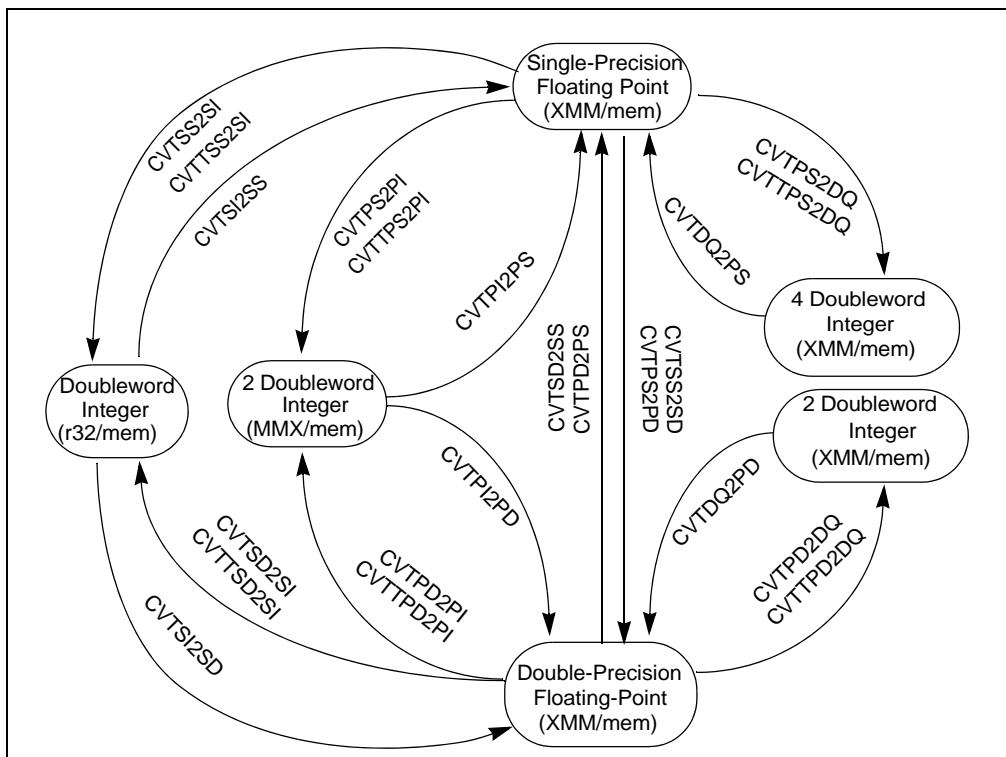 Single-Precision
Floating Point
(XMM/mem)
CVTSS2SI
CVTTSS2SI
CVTSI2SS
CVTPS2PI
CVTTPS2PI
CVTPI2PS
CVTPS2DQ
CVTTPS2DQ
CVTDQ2PS
4 Doubleword
Integer
(XMM/mem)
Doubleword
Integer
(r32/mem)
2 Doubleword
Integer
(MMX/mem)
CVTSD2SS
CVTPD2PS
CVTSS2SD
CVTPS2PD
2 Doubleword
Integer
(XMM/mem)
CVTPI2PD
CVTDQ2PD
CVTSD2SI
CVTTSD2SI
CVTPD2PI
CVTTPD2PI
CVTPD2DQ
CVTTPD2DQ
CVTSI2SD
Double-Precision
Floating-Point
(XMM/mem)